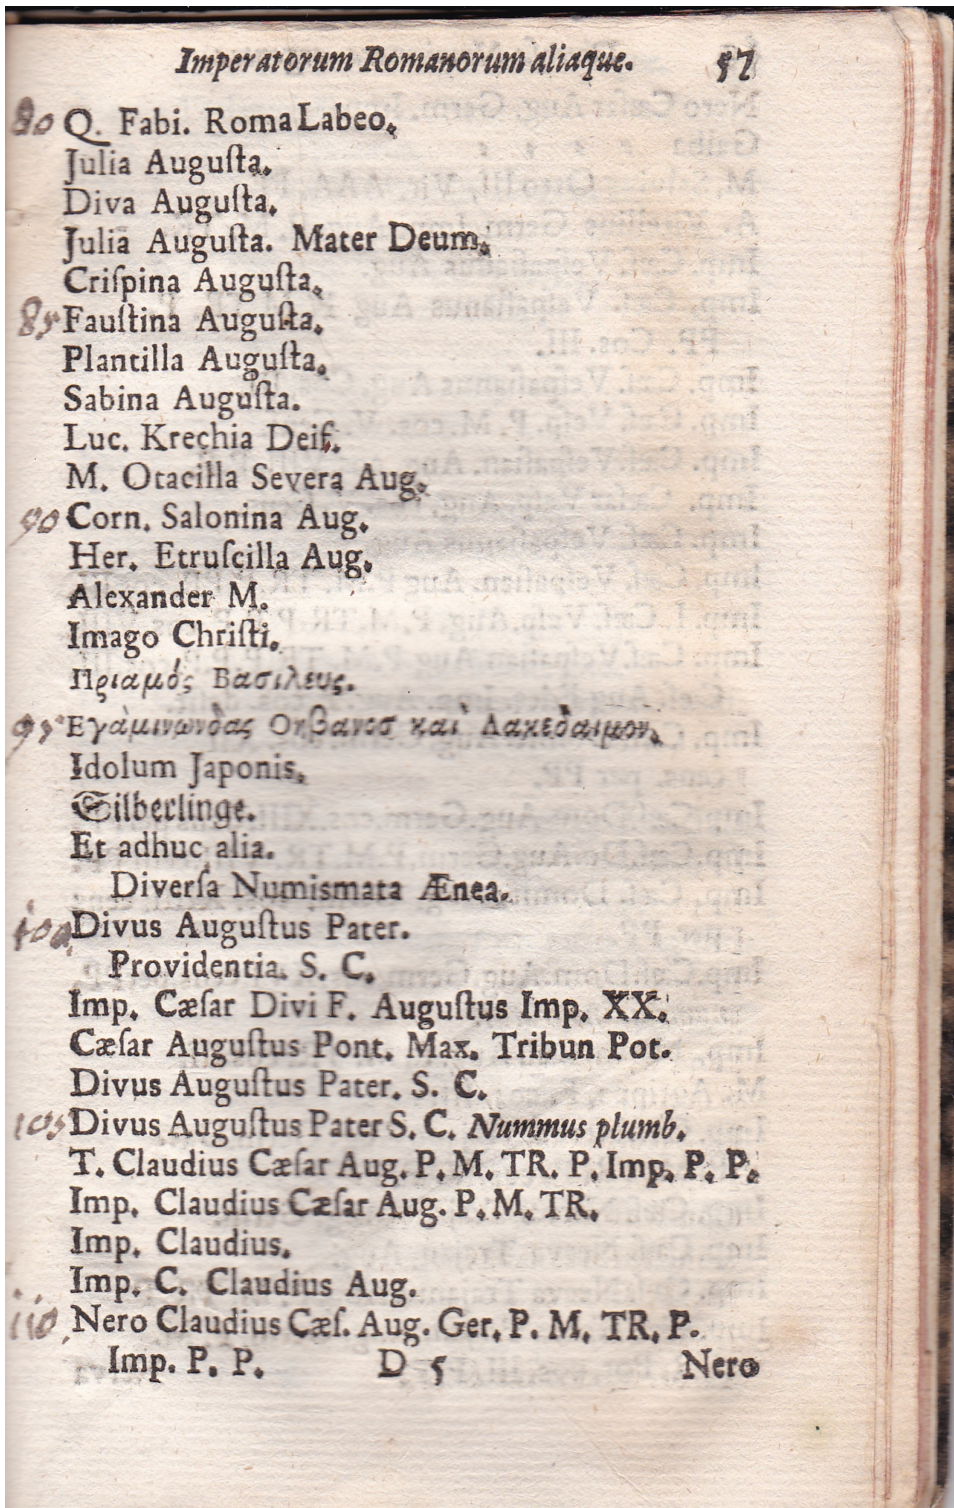 Imperatorum Romanorum aliaque. 57
80 Q. Fabi. Roma Labeo.
Julia Auguſta.
Diva Auguſta.
Julia Auguſta. Mater Deum.
Criſpina Auguſta.
85 Fauſtina Auguſta.
Plantilla Auguſta.
Sabina Auguſta.
Luc. Krechia Deiſ.
M. Otacilla Severa Aug.
90 Corn. Salonina Aug.
Her. Etruſcilla Aug.
Alexander M.
Imago Chriſti.
Πριαμός Βασιλευς.
95 Εγὰμινωνδας Θηβανοσ και Λακεδαιμον.
Idolum Japonis.
Silberlinge.
Et adhuc alia.
Diverſa Numismata Ænea.
100 Divus Auguſtus Pater.
Providentia. S. C.
Imp. Cæſar Divi F. Auguſtus Imp. XX.
Cæſar Auguſtus Pont. Max. Tribun Pot.
Divus Auguſtus Pater. S. C.
105 Divus Auguſtus Pater S. C. Nummus plumb.
T. Claudius Cæſar Aug. P. M. TR. P. Imp. P. P.
Imp. Claudius Cæſar Aug. P. M. TR.
Imp. Claudius.
Imp. C. Claudius Aug.
110 Nero Claudius Cæſ. Aug. Ger. P. M. TR. P.
Imp. P. P. D 5 Nero